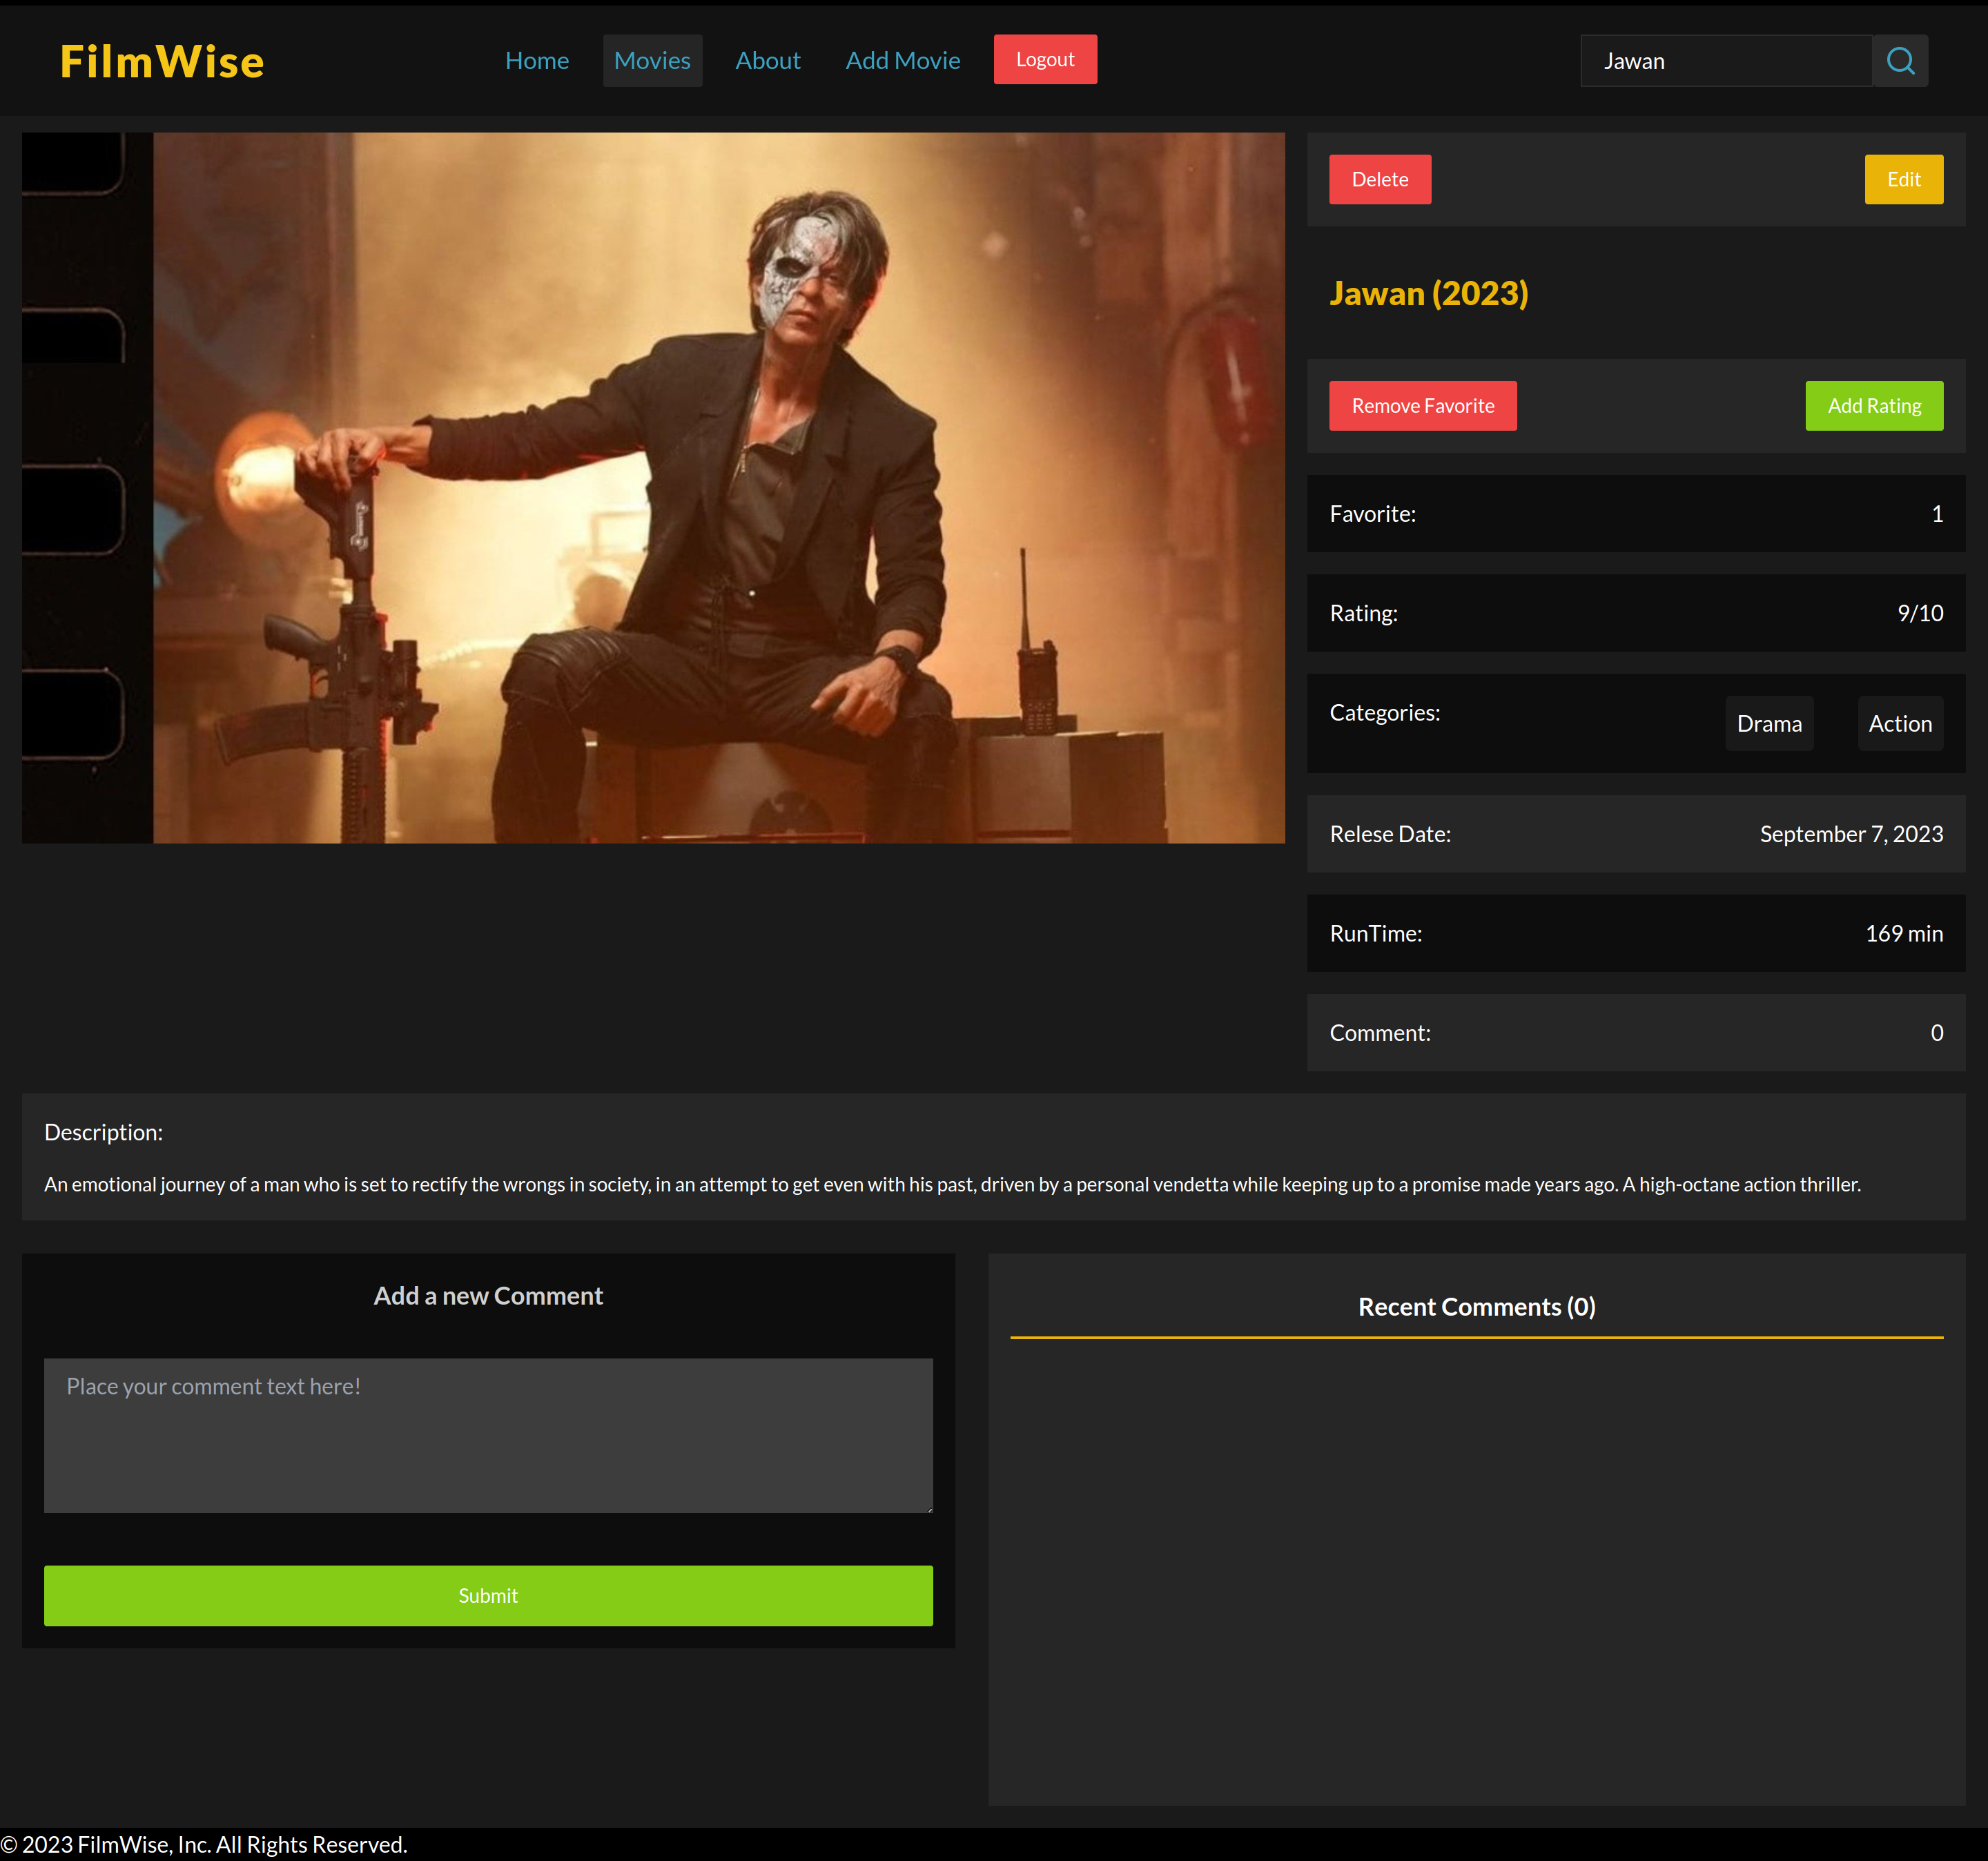 FilmWise
Home Movies About Add Movie Logout
Jawan
Delete Edit
Jawan (2023)
Remove Favorite Add Rating
Favorite: 1
Rating: 9/10
Categories: Drama Action
Relese Date: September 7, 2023
RunTime: 169 min
Comment: 0
Description:
An emotional journey of a man who is set to rectify the wrongs in society, in an attempt to get even with his past, driven by a personal vendetta while keeping up to a promise made years ago. A high-octane action thriller.
Add a new Comment
Place your comment text here!
Submit
Recent Comments (0)
© 2023 FilmWise, Inc. All Rights Reserved.